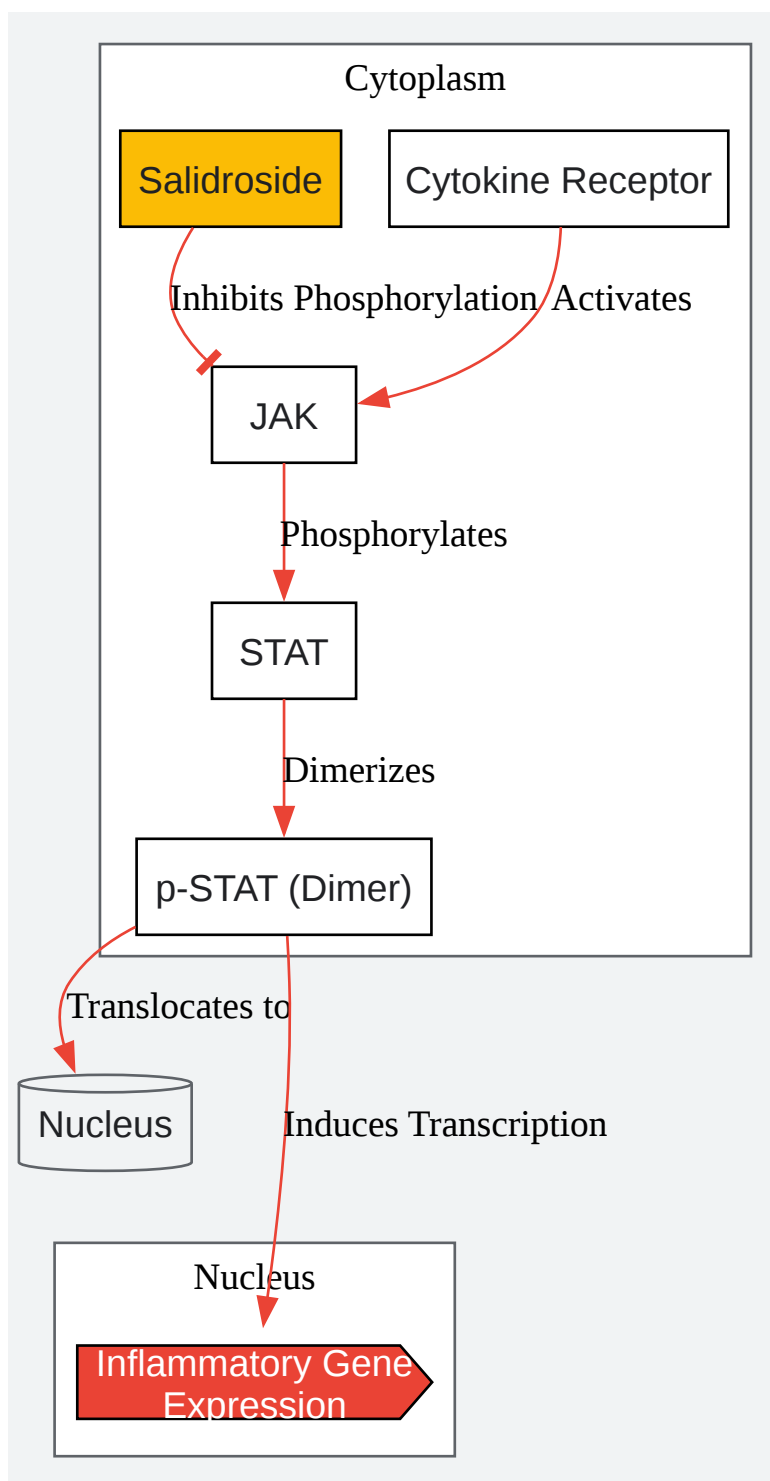 Cytoplasm
Salidroside
Cytokine Receptor
Inhibits Phosphorylation
Activates
JAK
Phosphorylates
STAT
Dimerizes
p-STAT (Dimer)
Translocates to
Nucleus
Induces Transcription
Nucleus
Inflammatory Gene
Expression